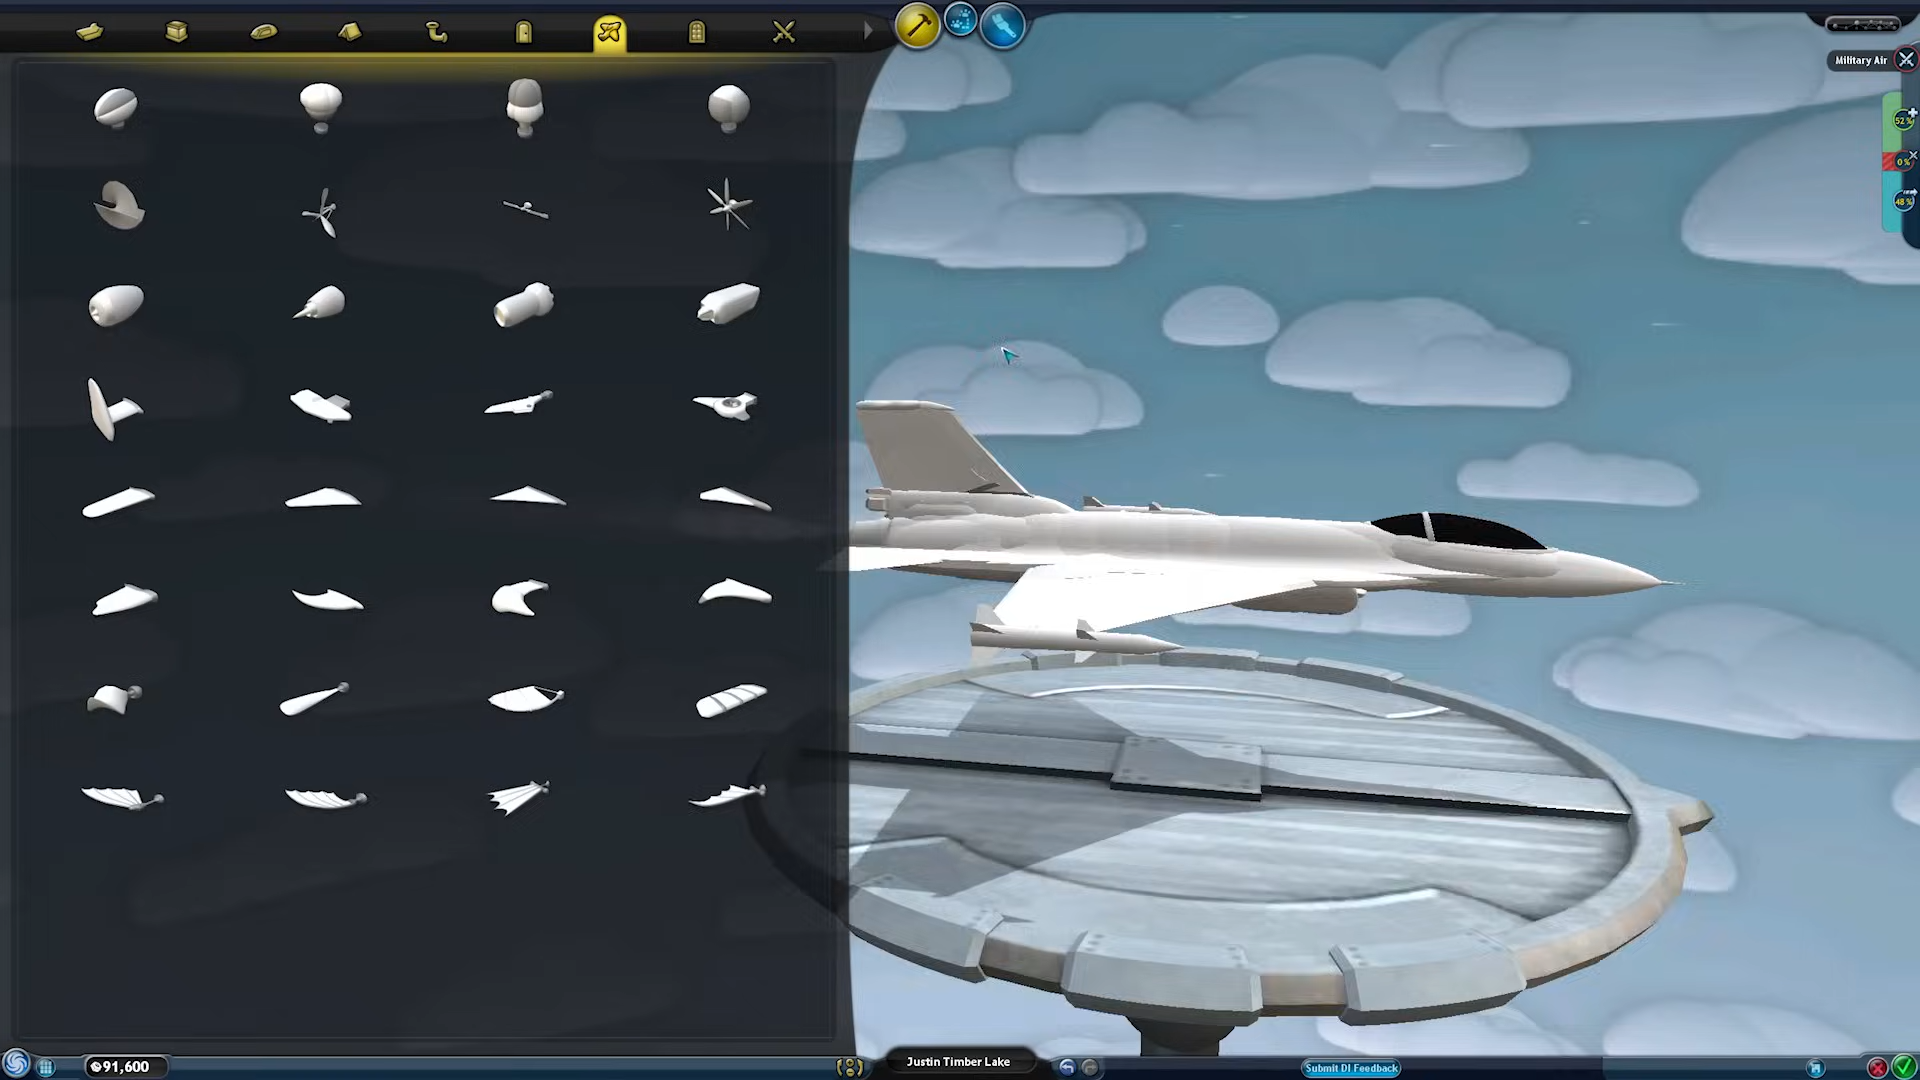 Military Air
52 %
0 %
48 %
91,600
Justin Timber Lake
Submit DI Feedback